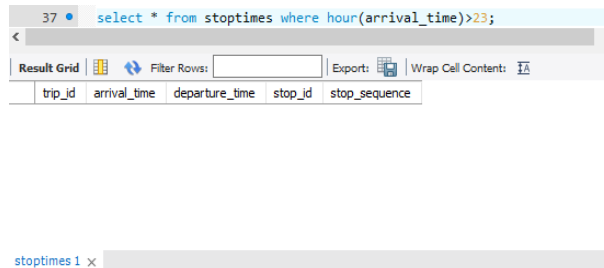 37 select * from stoptimes where hour(arrival_time)>23;
Result Grid Filter Rows: Export: Wrap Cell Content: IA
trip_id arrival_time departure_time stop_id stop_sequence
stoptimes 1